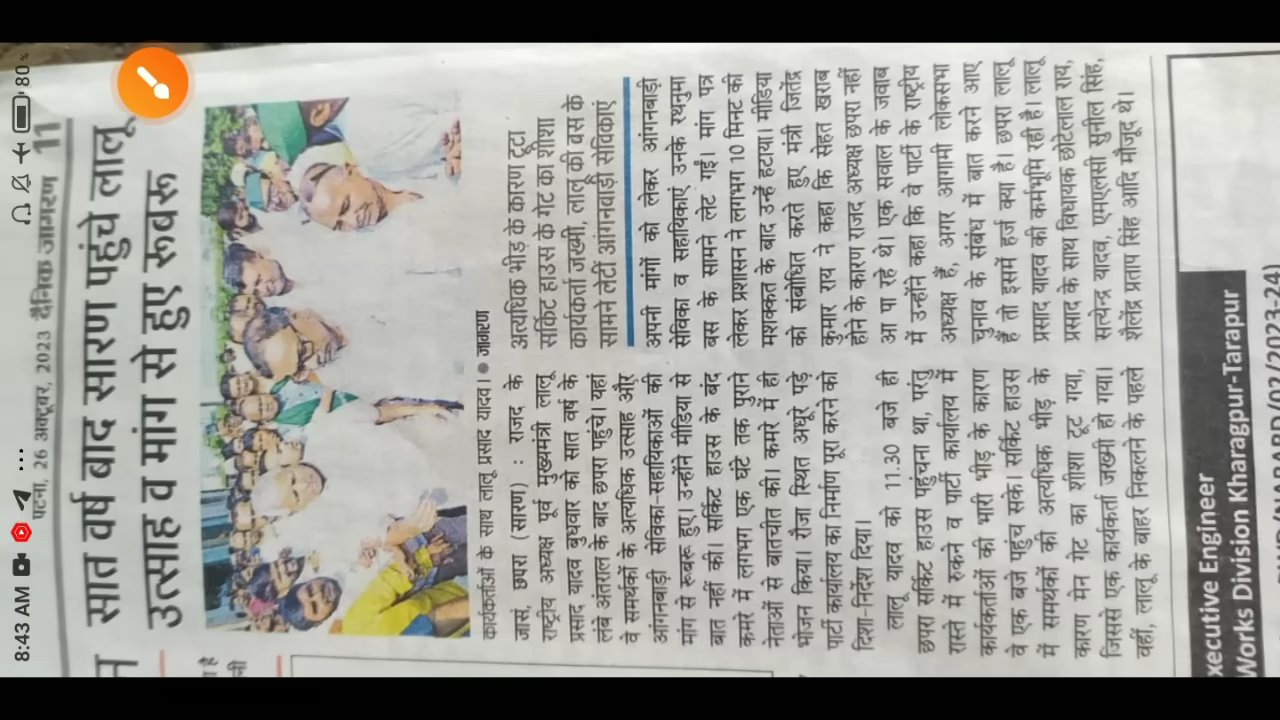 8:43 AM
80%
पटना, 26 अक्टूबर, 2023 दैनिक जागरण 11
सात वर्ष बाद सारण पहुंचे लालू
उत्साह व मांग से हुए रूबरू
कार्यकर्ताओं के साथ लालू प्रसाद यादव। ● जागरण
जासं, छपरा (सारण) : राजद के
राष्ट्रीय अध्यक्ष पूर्व मुख्यमंत्री लालू
प्रसाद यादव बुधवार को सात वर्ष के
लंबे अंतराल के बाद छपरा पहुंचे। यहां
वे समर्थकों के अत्यधिक उत्साह और
आंगनबाड़ी सेविका-सहायिकाओं की
मांग से रूबरू हुए। उन्होंने मीडिया से
बात नहीं की। सर्किट हाउस के बंद
कमरे में लगभग एक घंटे तक पुराने
नेताओं से बातचीत की। कमरे में ही
भोजन किया। रौजा स्थित अधूरे पड़े
पार्टी कार्यालय का निर्माण पूरा करने का
दिशा-निर्देश दिया।
लालू यादव को 11.30 बजे ही
छपरा सर्किट हाउस पहुंचना था, परंतु
रास्ते में रुकने व पार्टी कार्यालय में
कार्यकर्ताओं की भारी भीड़ के कारण
वे एक बजे पहुंच सके। सर्किट हाउस
में समर्थकों की अत्यधिक भीड़ के
कारण मेन गेट का शीशा टूट गया,
जिससे एक कार्यकर्ता जख्मी हो गया।
वहीं, लालू के बाहर निकलने के पहले
अत्यधिक भीड़ के कारण टूटा
सर्किट हाउस के गेट का शीशा
कार्यकर्ता जख्मी, लालू की बस के
सामने लेटीं आंगनबाड़ी सेविकाएं
अपनी मांगों को लेकर आंगनबाड़ी
सेविका व सहायिकाएं उनके रथनुमा
बस के सामने लेट गईं। मांग पत्र
लेकर प्रशासन ने लगभग 10 मिनट की
मशक्कत के बाद उन्हें हटाया। मीडिया
को संबोधित करते हुए मंत्री जितेंद्र
कुमार राय ने कहा कि सेहत खराब
होने के कारण राजद अध्यक्ष छपरा नहीं
आ पा रहे थे। एक सवाल के जवाब
में उन्होंने कहा कि वे पार्टी के राष्ट्रीय
अध्यक्ष हैं, अगर आगामी लोकसभा
चुनाव के संबंध में बात करने आए
हैं तो इसमें हर्ज क्या है। छपरा लालू
प्रसाद यादव की कर्मभूमि रही है। लालू
प्रसाद के साथ विधायक छोटेलाल राय,
सत्येन्द्र यादव, एमएलसी सुनील सिंह,
शैलेंद्र प्रताप सिंह आदि मौजूद थे।
xecutive Engineer
Works Division Kharagpur-Tarapur